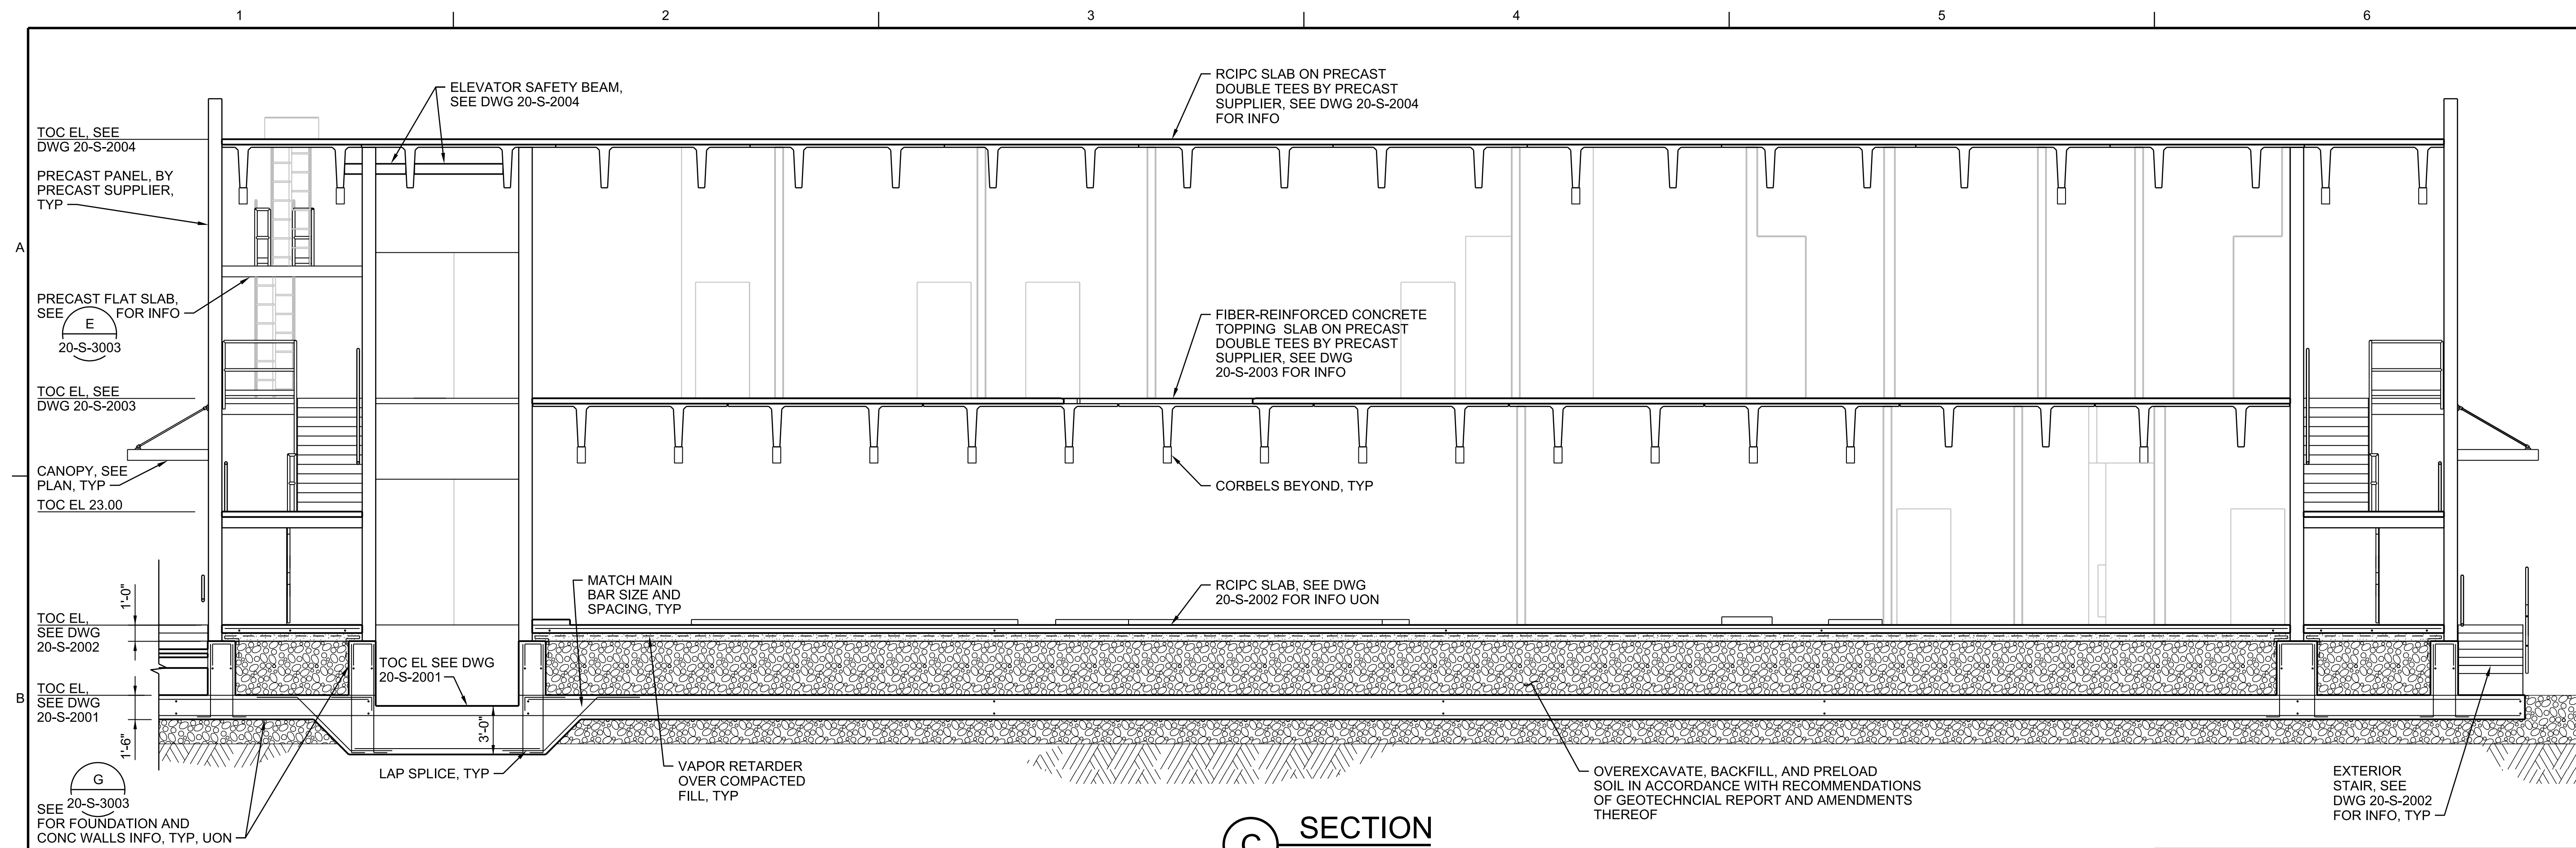 1 2 3 4 5 6
A
B
ELEVATOR SAFETY BEAM,
SEE DWG 20-S-2004
RCIPC SLAB ON PRECAST
DOUBLE TEES BY PRECAST
SUPPLIER, SEE DWG 20-S-2004
FOR INFO
TOC EL, SEE
DWG 20-S-2004
PRECAST PANEL, BY
PRECAST SUPPLIER,
TYP
PRECAST FLAT SLAB,
SEE FOR INFO
E
20-S-3003
FIBER-REINFORCED CONCRETE
TOPPING SLAB ON PRECAST
DOUBLE TEES BY PRECAST
SUPPLIER, SEE DWG
20-S-2003 FOR INFO
TOC EL, SEE
DWG 20-S-2003
CANOPY, SEE
PLAN, TYP
TOC EL 23.00
CORBELS BEYOND, TYP
MATCH MAIN
BAR SIZE AND
SPACING, TYP
RCIPC SLAB, SEE DWG
20-S-2002 FOR INFO UON
1'-0"
TOC EL,
SEE DWG
20-S-2002
TOC EL SEE DWG
20-S-2001
TOC EL,
SEE DWG
20-S-2001
1'-6"
3'-0"
LAP SPLICE, TYP
VAPOR RETARDER
OVER COMPACTED
FILL, TYP
OVEREXCAVATE, BACKFILL, AND PRELOAD
SOIL IN ACCORDANCE WITH RECOMMENDATIONS
OF GEOTECHNCIAL REPORT AND AMENDMENTS
THEREOF
EXTERIOR
STAIR, SEE
DWG 20-S-2002
FOR INFO, TYP
G
20-S-3003
SEE
FOR FOUNDATION AND
CONC WALLS INFO, TYP, UON
C SECTION